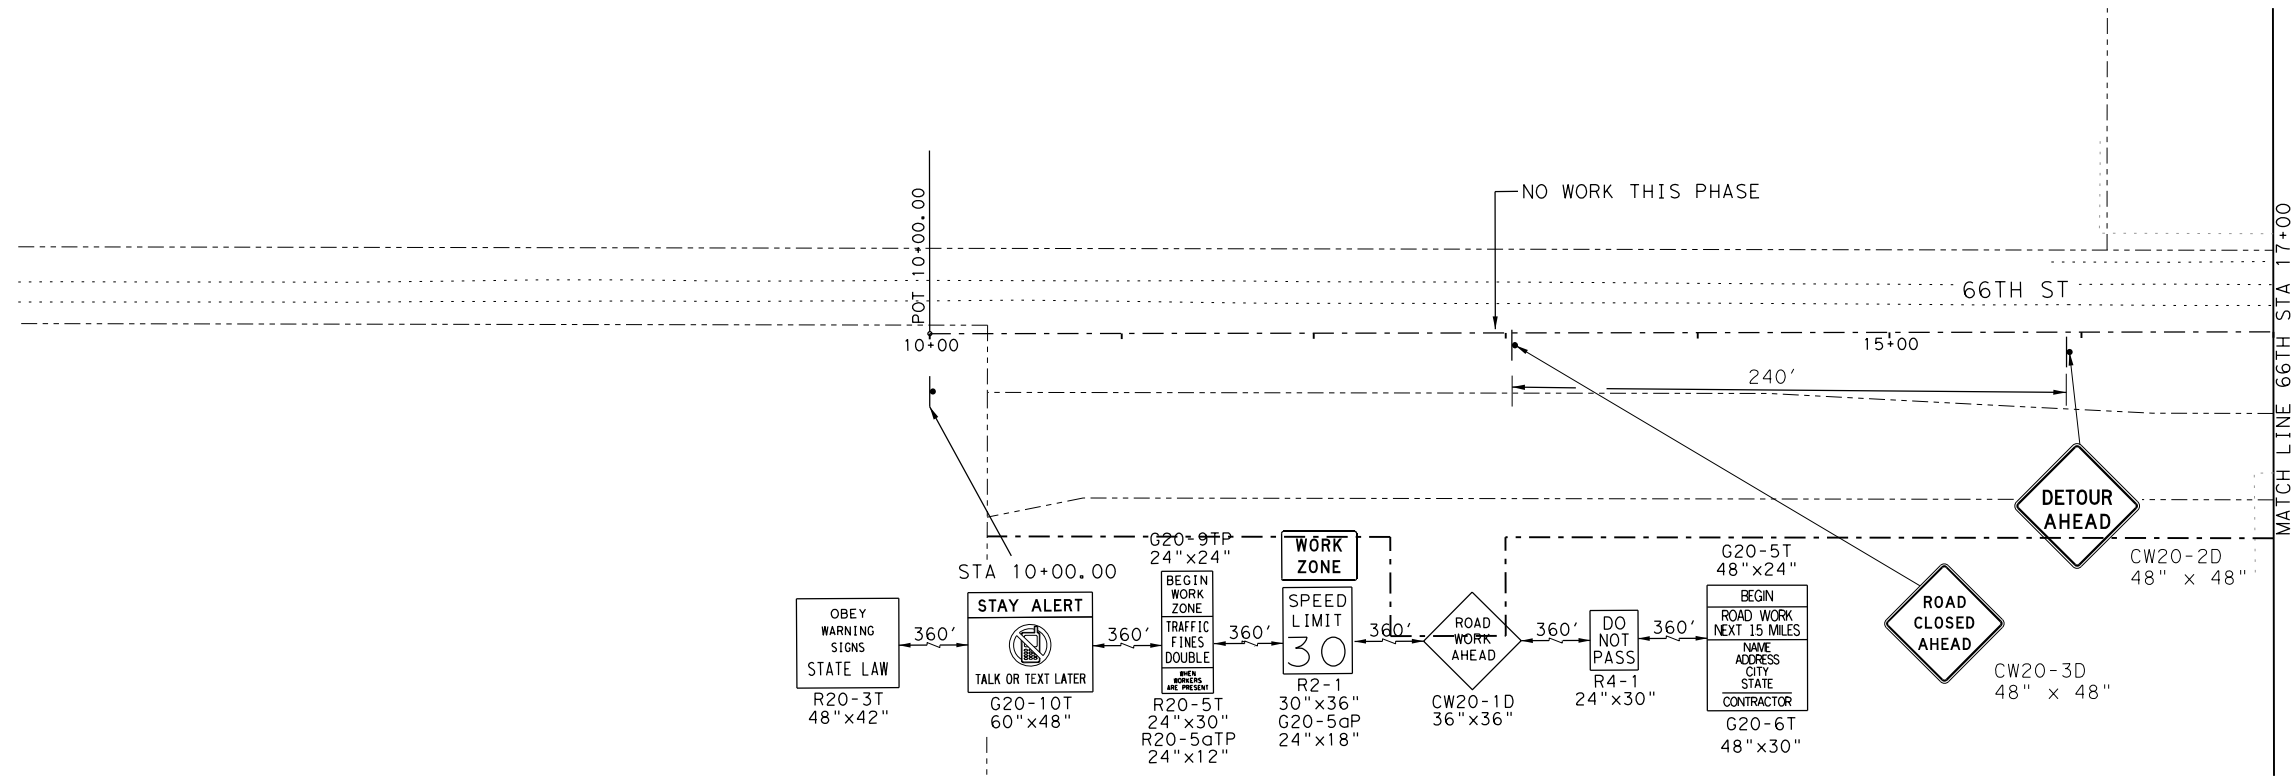 NO WORK THIS PHASE
POT 10+00.00
66TH ST
MATCH LINE 66TH STA 17+00
10+00
15+00
240'
STA 10+00.00
DETOUR
AHEAD
CW20-2D
48" x 48"
ROAD
CLOSED
AHEAD
CW20-3D
48" x 48"
OBEY
WARNING
SIGNS
STATE LAW
R20-3T
48"x42"
360'
STAY ALERT
TALK OR TEXT LATER
G20-10T
60"x48"
360'
G20-9TP
24"x24"
BEGIN
WORK
ZONE
TRAFFIC
FINES
DOUBLE
WHEN
WORKERS
ARE PRESENT
R20-5T
24"x30"
R20-5aTP
24"x12"
360'
WORK
ZONE
SPEED
LIMIT
30
R2-1
30"x36"
G20-5aP
24"x18"
360'
ROAD
WORK
AHEAD
CW20-1D
36"x36"
360'
DO
NOT
PASS
R4-1
24"x30"
360'
G20-5T
48"x24"
BEGIN
ROAD WORK
NEXT 15 MILES
NAME
ADDRESS
CITY
STATE
CONTRACTOR
G20-6T
48"x30"